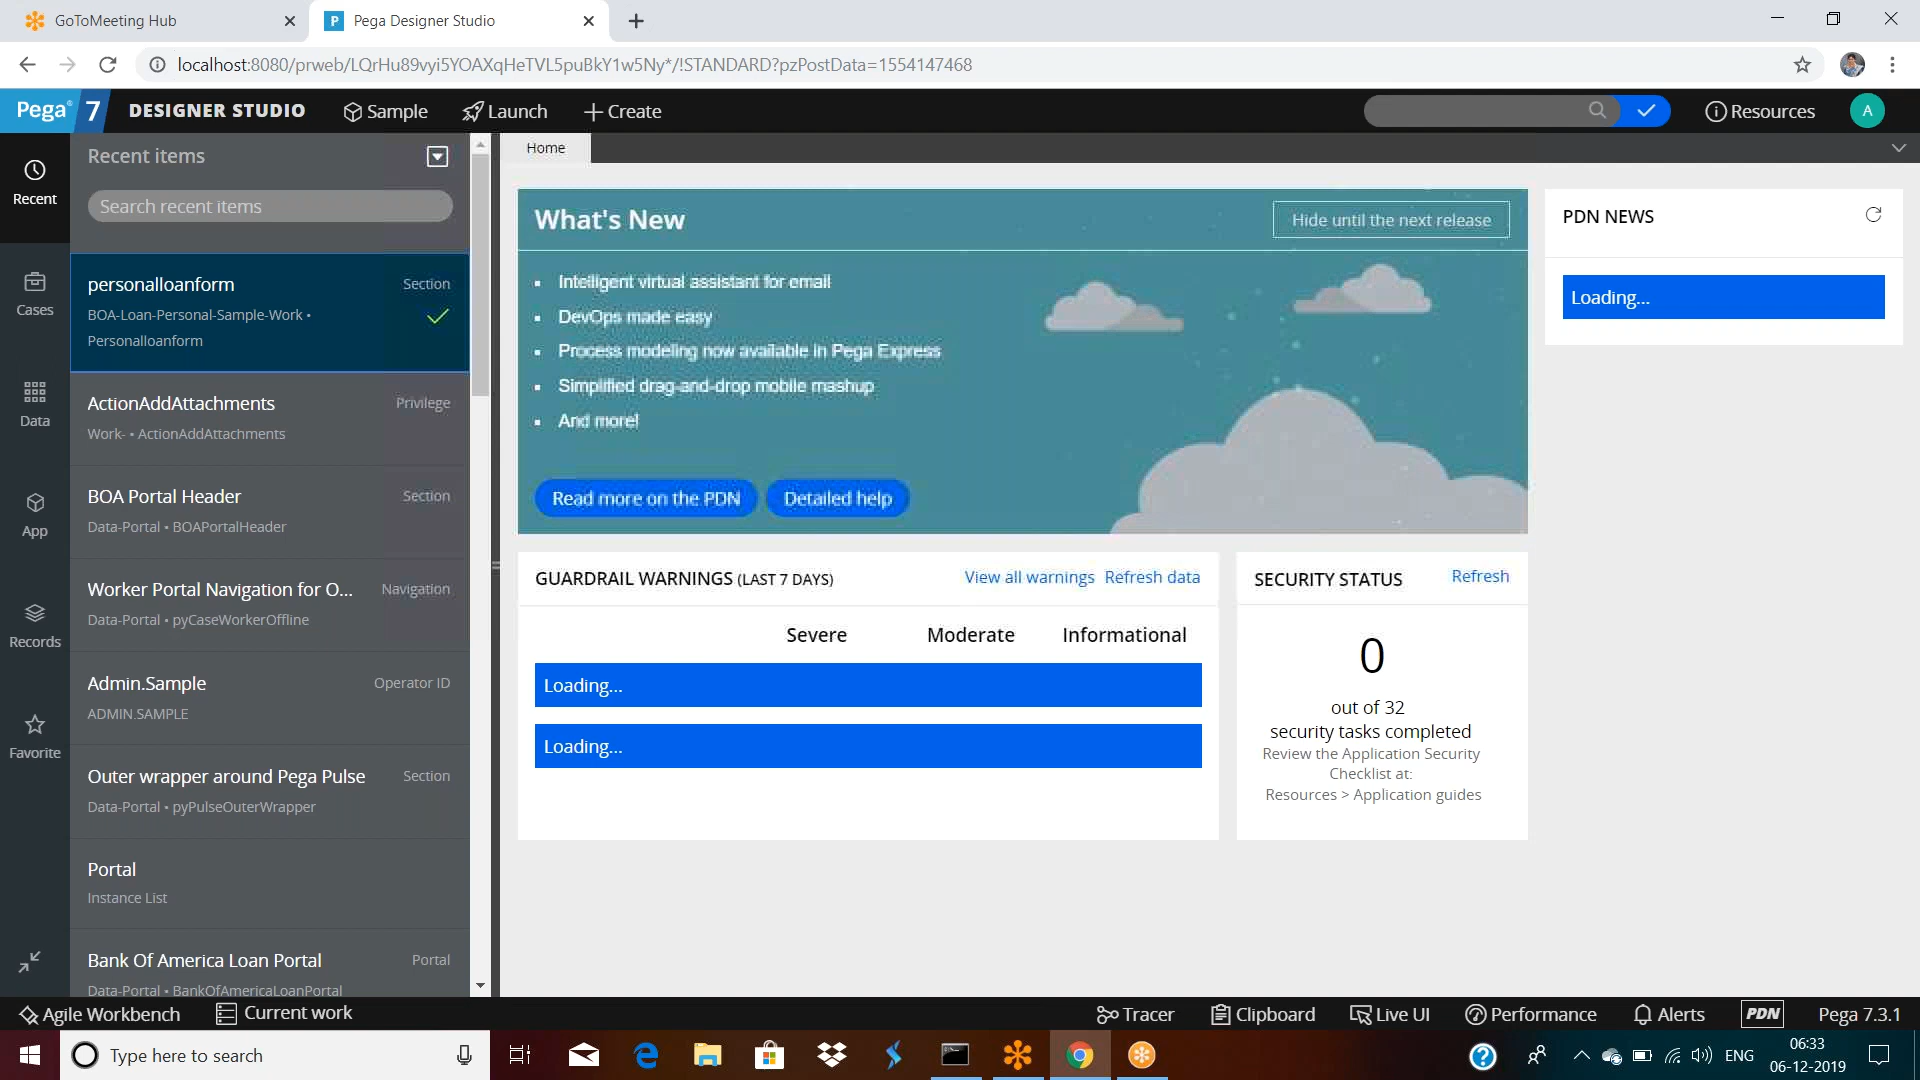 GoToMeeting Hub
Pega Designer Studio
localhost:8080/prweb/LQrHu89vyi5YOAXqHeTVL5puBkY1w5Ny*/!STANDARD?pzPostData=1554147468
Pega 7 DESIGNER STUDIO Sample Launch Create Resources A
Recent items
Search recent items
Recent
Cases
Data
App
Records
Favorite
personalloanform Section
BOA-Loan-Personal-Sample-Work •
Personalloanform
ActionAddAttachments Privilege
Work- • ActionAddAttachments
BOA Portal Header Section
Data-Portal • BOAPortalHeader
Worker Portal Navigation for O... Navigation
Data-Portal • pyCaseWorkerOffline
Admin.Sample Operator ID
ADMIN.SAMPLE
Outer wrapper around Pega Pulse Section
Data-Portal • pyPulseOuterWrapper
Portal
Instance List
Bank Of America Loan Portal Portal
Data-Portal • BankOfAmericaLoanPortal
Home
What's New
Hide until the next release
Intelligent virtual assistant for email
DevOps made easy
Process modeling now available in Pega Express
Simplified drag-and-drop mobile mashup
And more!
Read more on the PDN
Detailed help
PDN NEWS
Loading...
GUARDRAIL WARNINGS (LAST 7 DAYS)
View all warnings Refresh data
Severe Moderate Informational
Loading...
Loading...
SECURITY STATUS Refresh
0
out of 32
security tasks completed
Review the Application Security
Checklist at:
Resources > Application guides
Agile Workbench Current work Tracer Clipboard Live UI Performance Alerts PDN Pega 7.3.1
Type here to search
ENG
06:33
06-12-2019